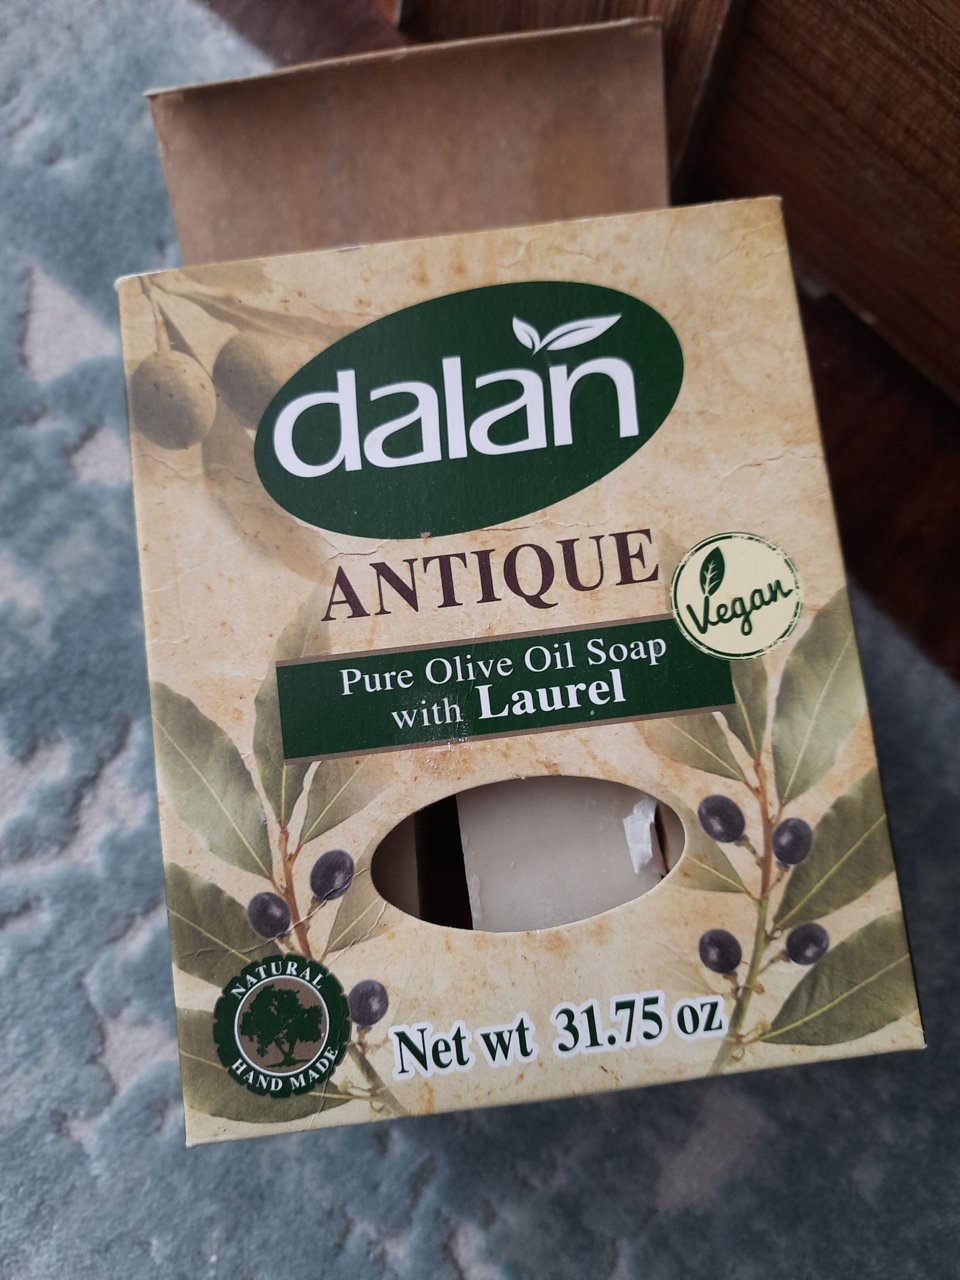 dalan
ANTIQUE
Vegan
Pure Olive Oil Soap
with Laurel
NATURAL
HAND MADE
Net wt 31.75 oz